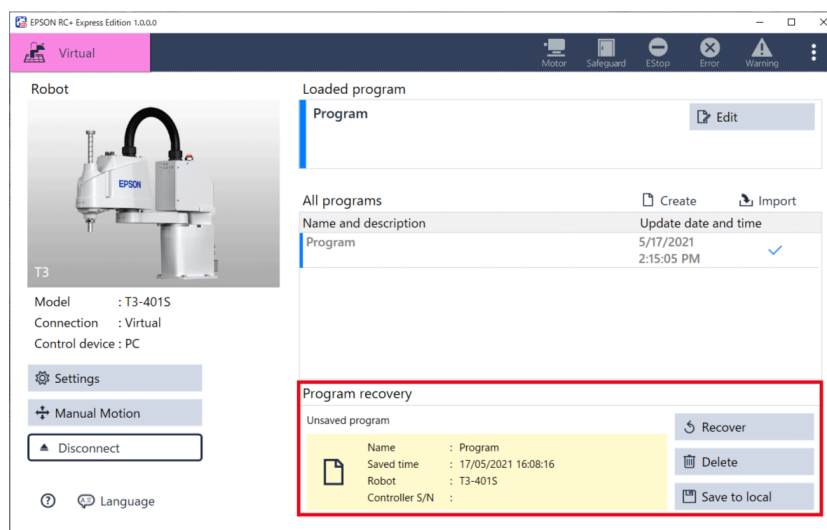 EPSON RC+ Express Edition 1.0.0.0
Virtual
Motor
Safeguard
EStop
Error
Warning
Robot
EPSON
T3
Model : T3-401S
Connection : Virtual
Control device : PC
Settings
Manual Motion
Disconnect
Language
Loaded program
Program
Edit
All programs
Create
Import
Name and description
Update date and time
Program
5/17/2021
2:15:05 PM
Program recovery
Unsaved program
Name : Program
Saved time : 17/05/2021 16:08:16
Robot : T3-401S
Controller S/N :
Recover
Delete
Save to local